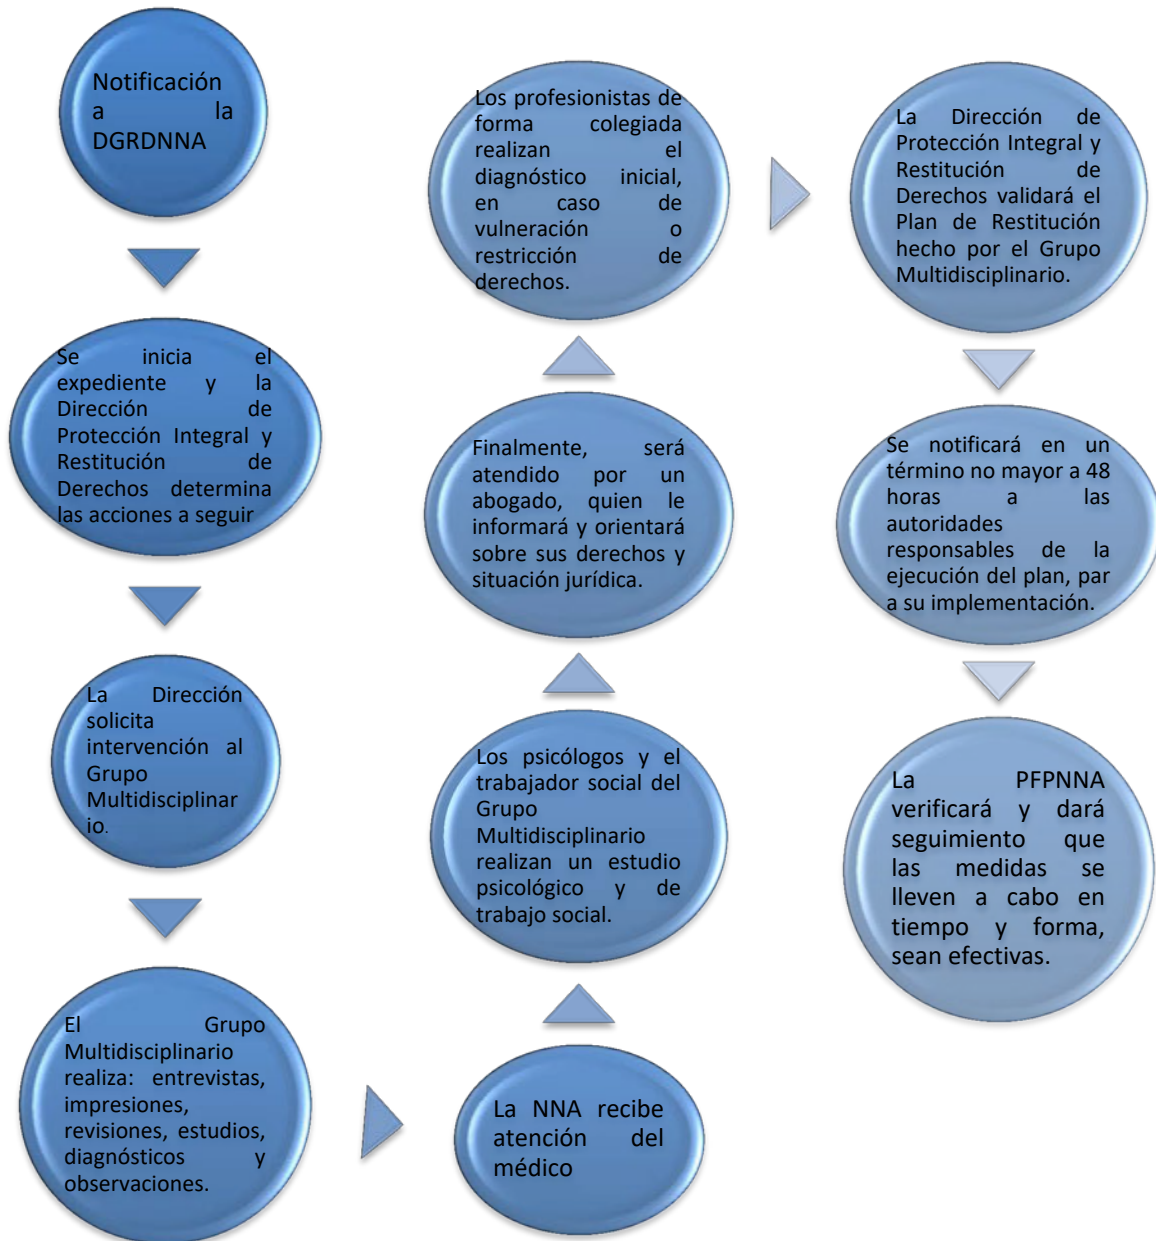 Notificación
a la
DGRDNNA
Se inicia el
expediente y la
Dirección de
Protección Integral y
Restitución de
Derechos determina
las acciones a seguir
La Dirección
solicita
intervención al
Grupo
Multidisciplinar
io.
El Grupo
Multidisciplinario
realiza: entrevistas,
impresiones,
revisiones, estudios,
diagnósticos y
observaciones.
La NNA recibe
atención del
médico
Los psicólogos y el
trabajador social del
Grupo
Multidisciplinario
realizan un estudio
psicológico y de
trabajo social.
Finalmente, será
atendido por un
abogado, quien le
informará y orientará
sobre sus derechos y
situación jurídica.
Los profesionistas de
forma colegiada
realizan el
diagnóstico inicial,
en caso de
vulneración o
restricción de
derechos.
La Dirección de
Protección Integral y
Restitución de
Derechos validará el
Plan de Restitución
hecho por el Grupo
Multidisciplinario.
Se notificará en un
término no mayor a 48
horas a las
autoridades
responsables de la
ejecución del plan, par
a su implementación.
La PFPNNA
verificará y dará
seguimiento que
las medidas se
lleven a cabo en
tiempo y forma,
sean efectivas.